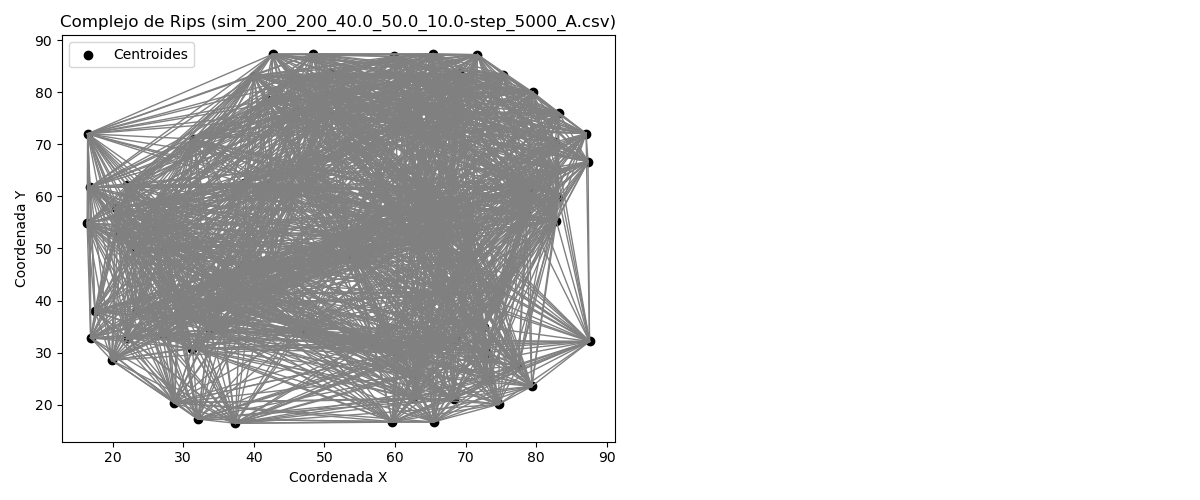 Complejo de Rips (sim_200_200_40.0_50.0_10.0-step_5000_A.csv)
Centroides
90
80
70
60
50
40
30
20
Coordenada Y
20 30 40 50 60 70 80 90
Coordenada X